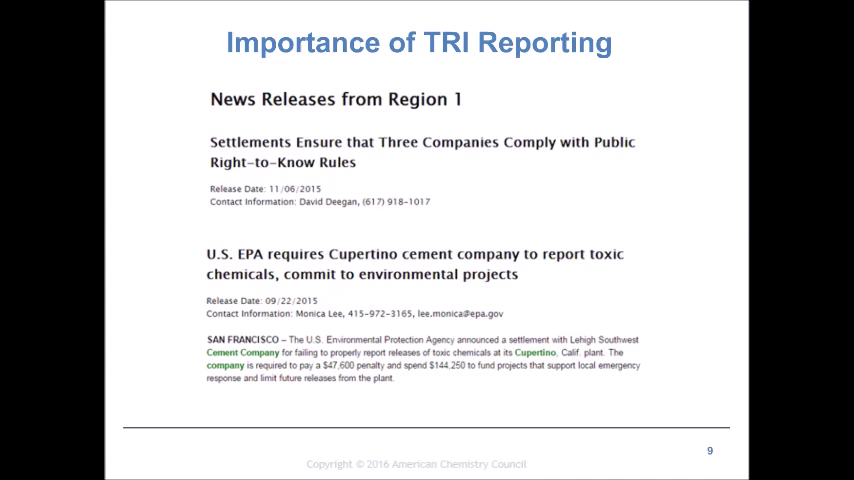 Importance of TRI Reporting
News Releases from Region 1
Settlements Ensure that Three Companies Comply with Public
Right-to-Know Rules
Release Date: 11/06/2015
Contact Information: David Deegan, (617) 918-1017
U.S. EPA requires Cupertino cement company to report toxic
chemicals, commit to environmental projects
Release Date: 09/22/2015
Contact Information: Monica Lee, 415-972-3165, lee.monica@epa.gov
SAN FRANCISCO – The U.S. Environmental Protection Agency announced a settlement with Lehigh Southwest
Cement Company for failing to properly report releases of toxic chemicals at its Cupertino, Calif. plant. The
company is required to pay a $47,600 penalty and spend $144,250 to fund projects that support local emergency
response and limit future releases from the plant.
9
Copyright © 2016 American Chemistry Council